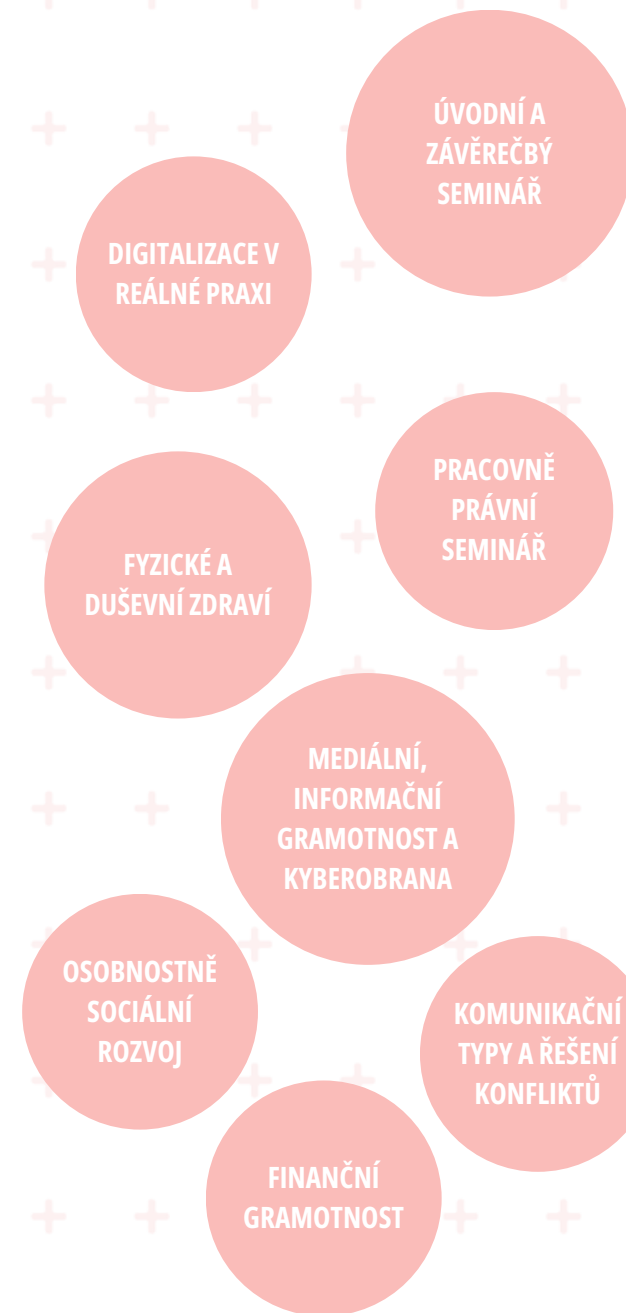 ÚVODNÍ A
ZÁVĚREČBÝ
SEMINÁŘ
DIGITALIZACE V
REÁLNÉ PRAXI
PRACOVNĚ
PRÁVNÍ
SEMINÁŘ
FYZICKÉ A
DUŠEVNÍ ZDRAVÍ
MEDIÁLNÍ,
INFORMAČNÍ
GRAMOTNOST A
KYBEROBRANA
OSOBNOSTNĚ
SOCIÁLNÍ
ROZVOJ
KOMUNIKAČNÍ
TYPY A ŘEŠENÍ
KONFLIKTŮ
FINANČNÍ
GRAMOTNOST